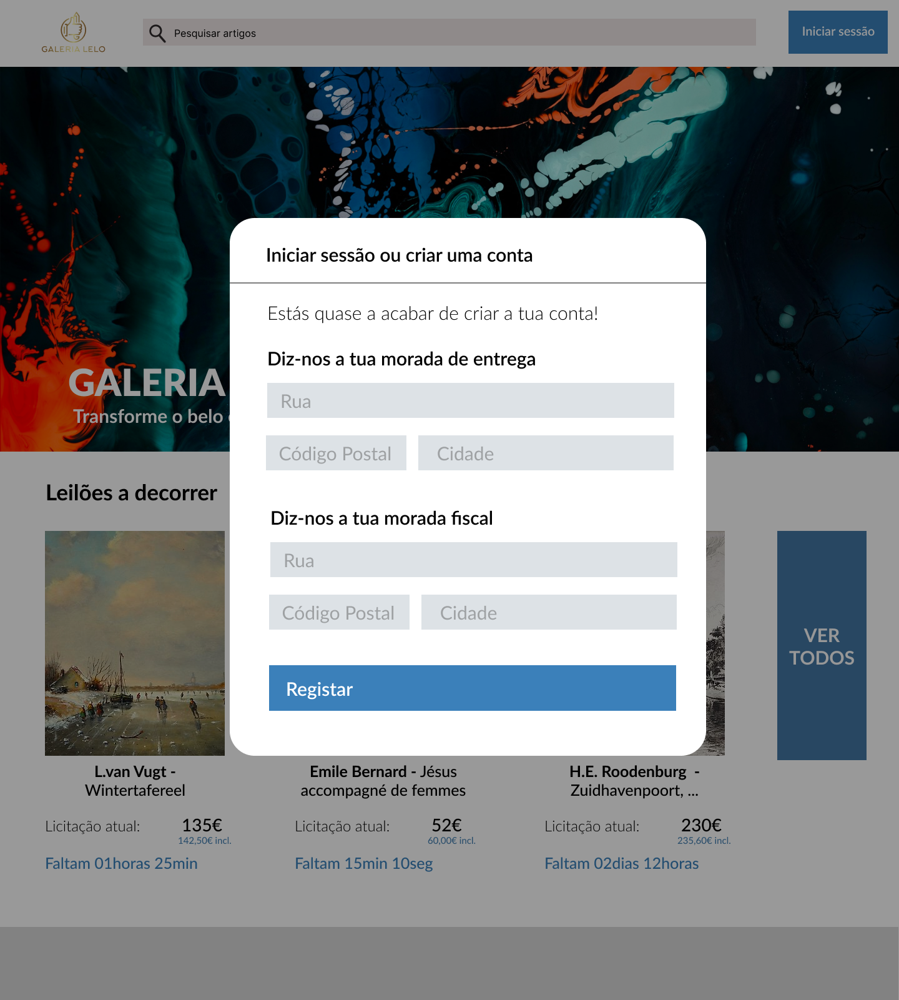 GALERIA LELO
Pesquisar artigos
Iniciar sessão
GALERIA
Transforme o belo
Iniciar sessão ou criar uma conta
Estás quase a acabar de criar a tua conta!
Diz-nos a tua morada de entrega
Rua
Código Postal
Cidade
Diz-nos a tua morada fiscal
Rua
Código Postal
Cidade
Registar
Leilões a decorrer
VER
TODOS
L.van Vugt -
Wintertafereel
Licitação atual:
135€
142,50€ incl.
Faltam 01horas 25min
Emile Bernard - Jésus
accompagné de femmes
Licitação atual:
52€
60,00€ incl.
Faltam 15min 10seg
H.E. Roodenburg -
Zuidhavenpoort, ...
Licitação atual:
230€
235,60€ incl.
Faltam 02dias 12horas